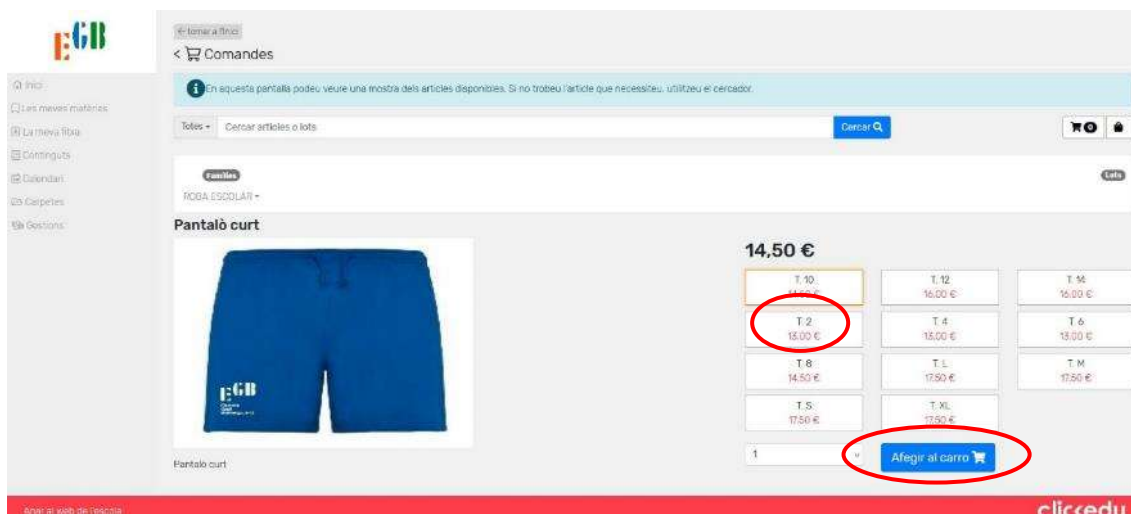 EGB
← tornar a l'inici
< Comandes
Inici
Les meves matèries
La meva fitxa
Continguts
Calendari
Carpetes
Gestions
En aquesta pantalla podeu veure una mostra dels articles disponibles. Si no trobeu l'article que necessiteu, utilitzeu el cercador.
Totes
Cercar articles o lots
Cercar
0
Famílies
Lots
ROBA ESCOLAR
Pantalò curt
14,50 €
T. 10
14.50 €
T. 12
16.00 €
T. 14
16.00 €
T. 2
13.00 €
T. 4
13.00 €
T. 6
13.00 €
T. 8
14.50 €
T. L
17.50 €
T. M
17.50 €
T. S
17.50 €
T. XL
17.50 €
EGB
1
Afegir al carro
Pantalò curt
Anar al web de l'escola
clickedu